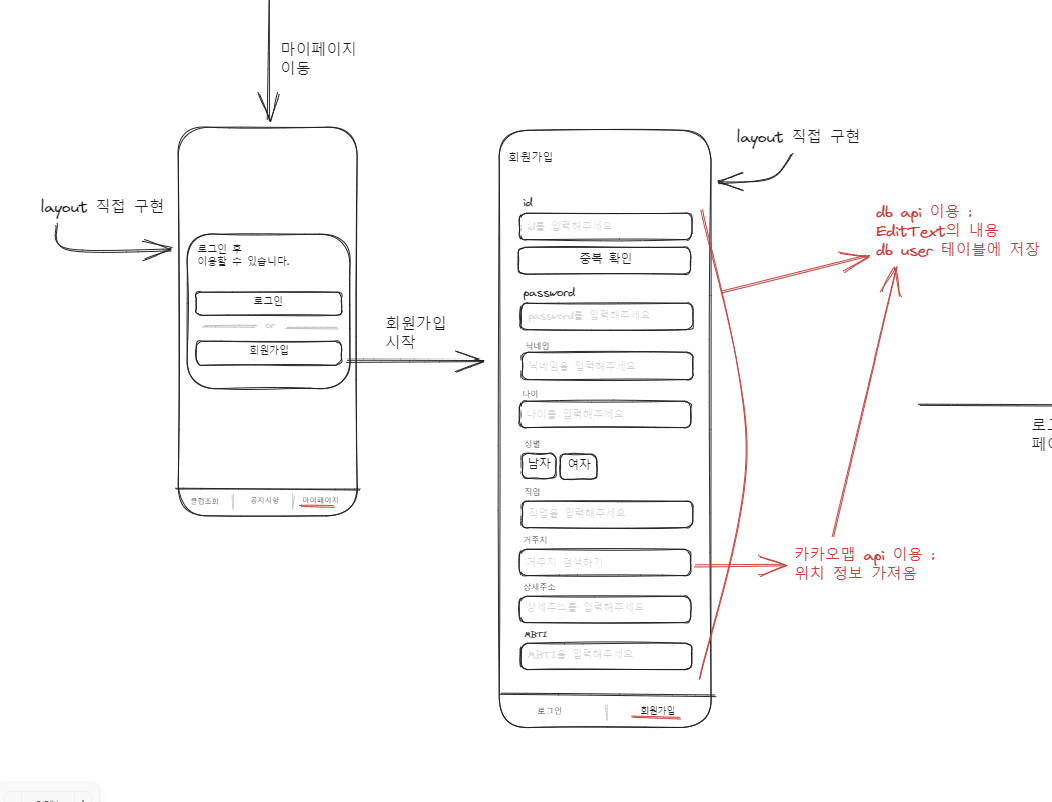 마이페이지
이동
layout 직접 구현
로그인 후
이용할 수 있습니다.
로그인
or
회원가입
클럽조회
공지사항
마이페이지
회원가입
시작
layout 직접 구현
회원가입
id
id를 입력해주세요
중복 확인
password
password를 입력해주세요
닉네임
닉네임을 입력해주세요
나이
나이를 입력해주세요
성별
남자
여자
직업
직업을 입력해주세요
거주지
거주지 검색하기
상세주소
상세주소를 입력해주세요
MBTI
MBTI을 입력해주세요
로그인
회원가입
db api 이용 :
EditText의 내용
db user 테이블에 저장
카카오맵 api 이용 :
위치 정보 가져옴